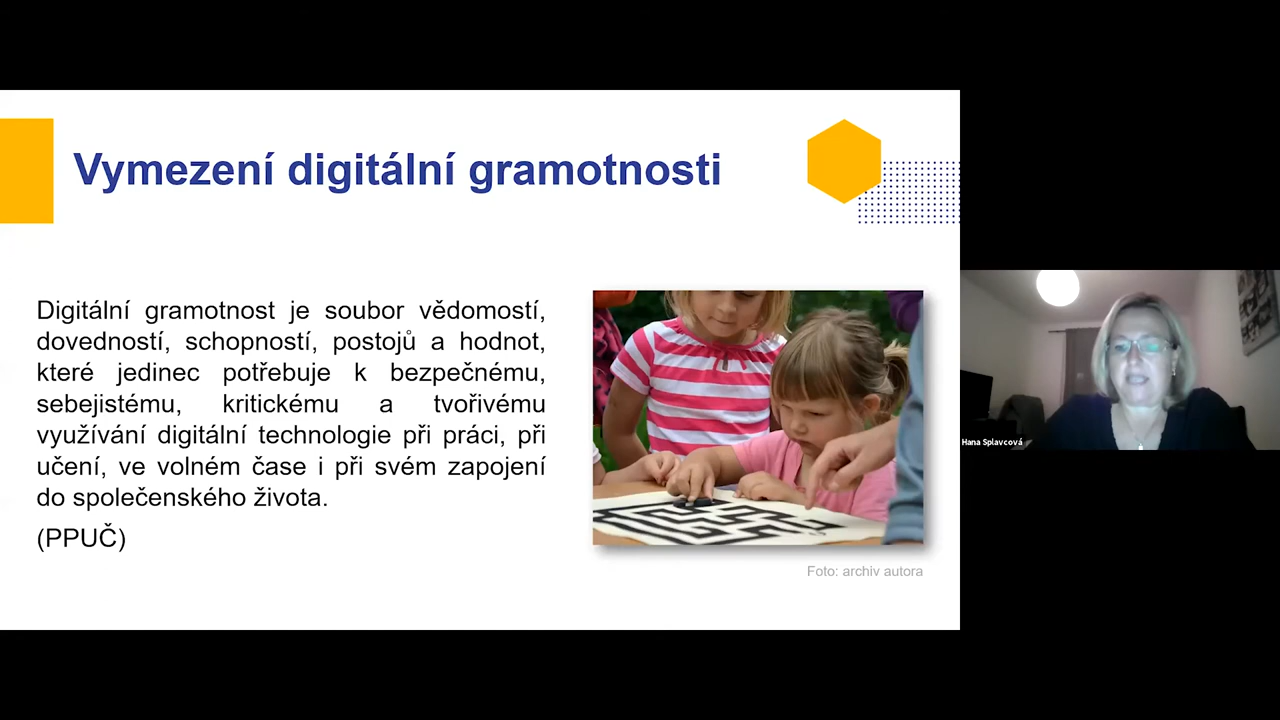 Vymezení digitální gramotnosti
Digitální gramotnost je soubor vědomostí,
dovedností, schopností, postojů a hodnot,
které jedinec potřebuje k bezpečnému,
sebejistému, kritickému a tvořivému
využívání digitální technologie při práci, při
učení, ve volném čase i při svém zapojení
do společenského života.
(PPUČ)
Foto: archiv autora
Hana Splavcová